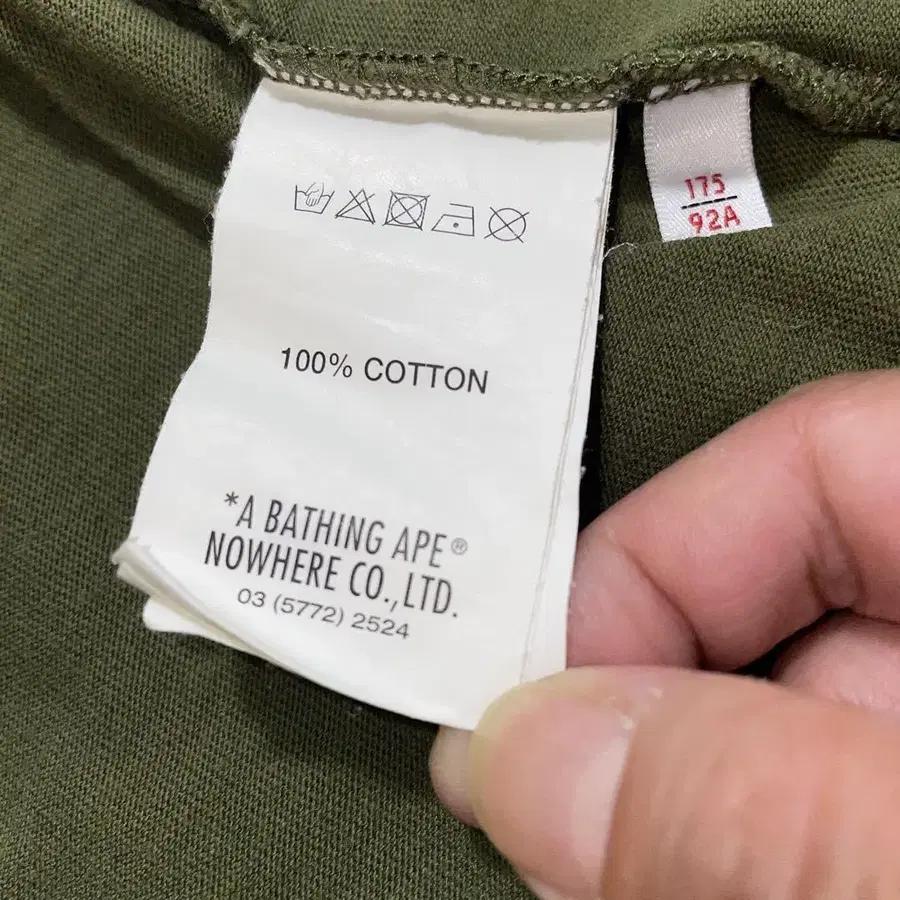 175
92A
100% COTTON
*A BATHING APE®
NOWHERE CO.,LTD.
03 (5772) 2524